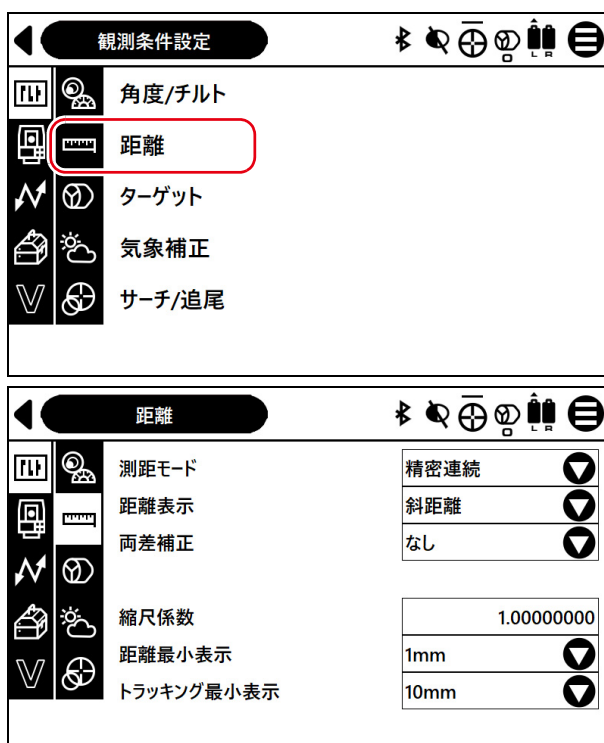 観測条件設定
L R
角度/チルト
距離
ターゲット
気象補正
サーチ/追尾
距離
L R
測距モード 精密連続
距離表示 斜距離
両差補正 なし
縮尺係数 1.00000000
距離最小表示 1mm
トラッキング最小表示 10mm